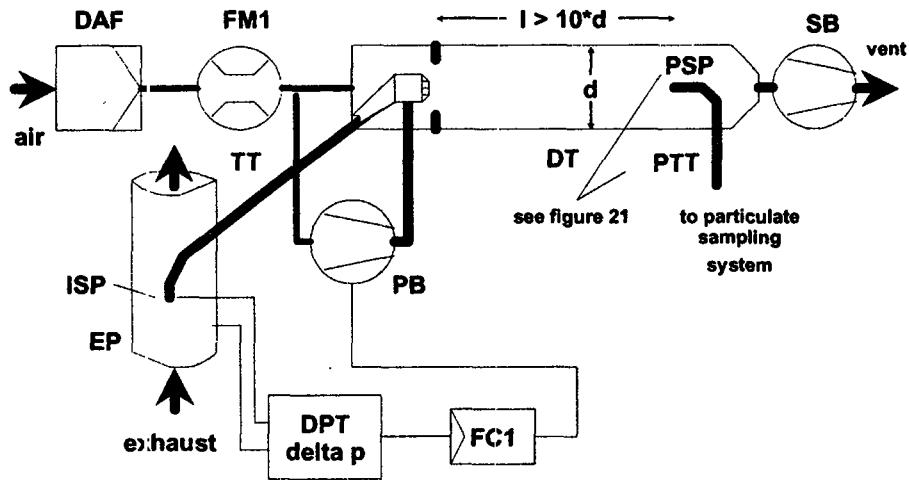 DAF
FM1
l > 10*d
SB
vent
PSP
d
air
TT
DT
PTT
see figure 21
to particulate
sampling
system
ISP
PB
EP
exhaust
DPT
delta p
FC1